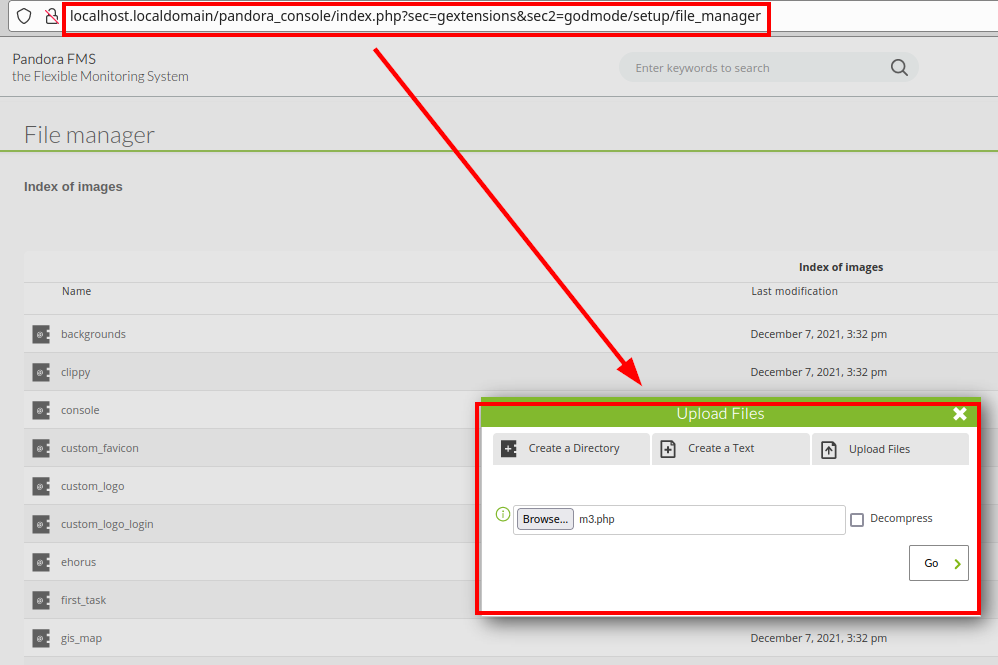 localhost.localdomain/pandora_console/index.php?sec=gextensions&sec2=godmode/setup/file_manager
Pandora FMS
the Flexible Monitoring System
Enter keywords to search
File manager
Index of images
Index of images
Name Last modification
backgrounds December 7, 2021, 3:32 pm
clippy December 7, 2021, 3:32 pm
console
custom_favicon
custom_logo
custom_logo_login
ehorus
first_task
gis_map December 7, 2021, 3:32 pm
Upload Files
Create a Directory Create a Text Upload Files
Browse... m3.php Decompress
Go